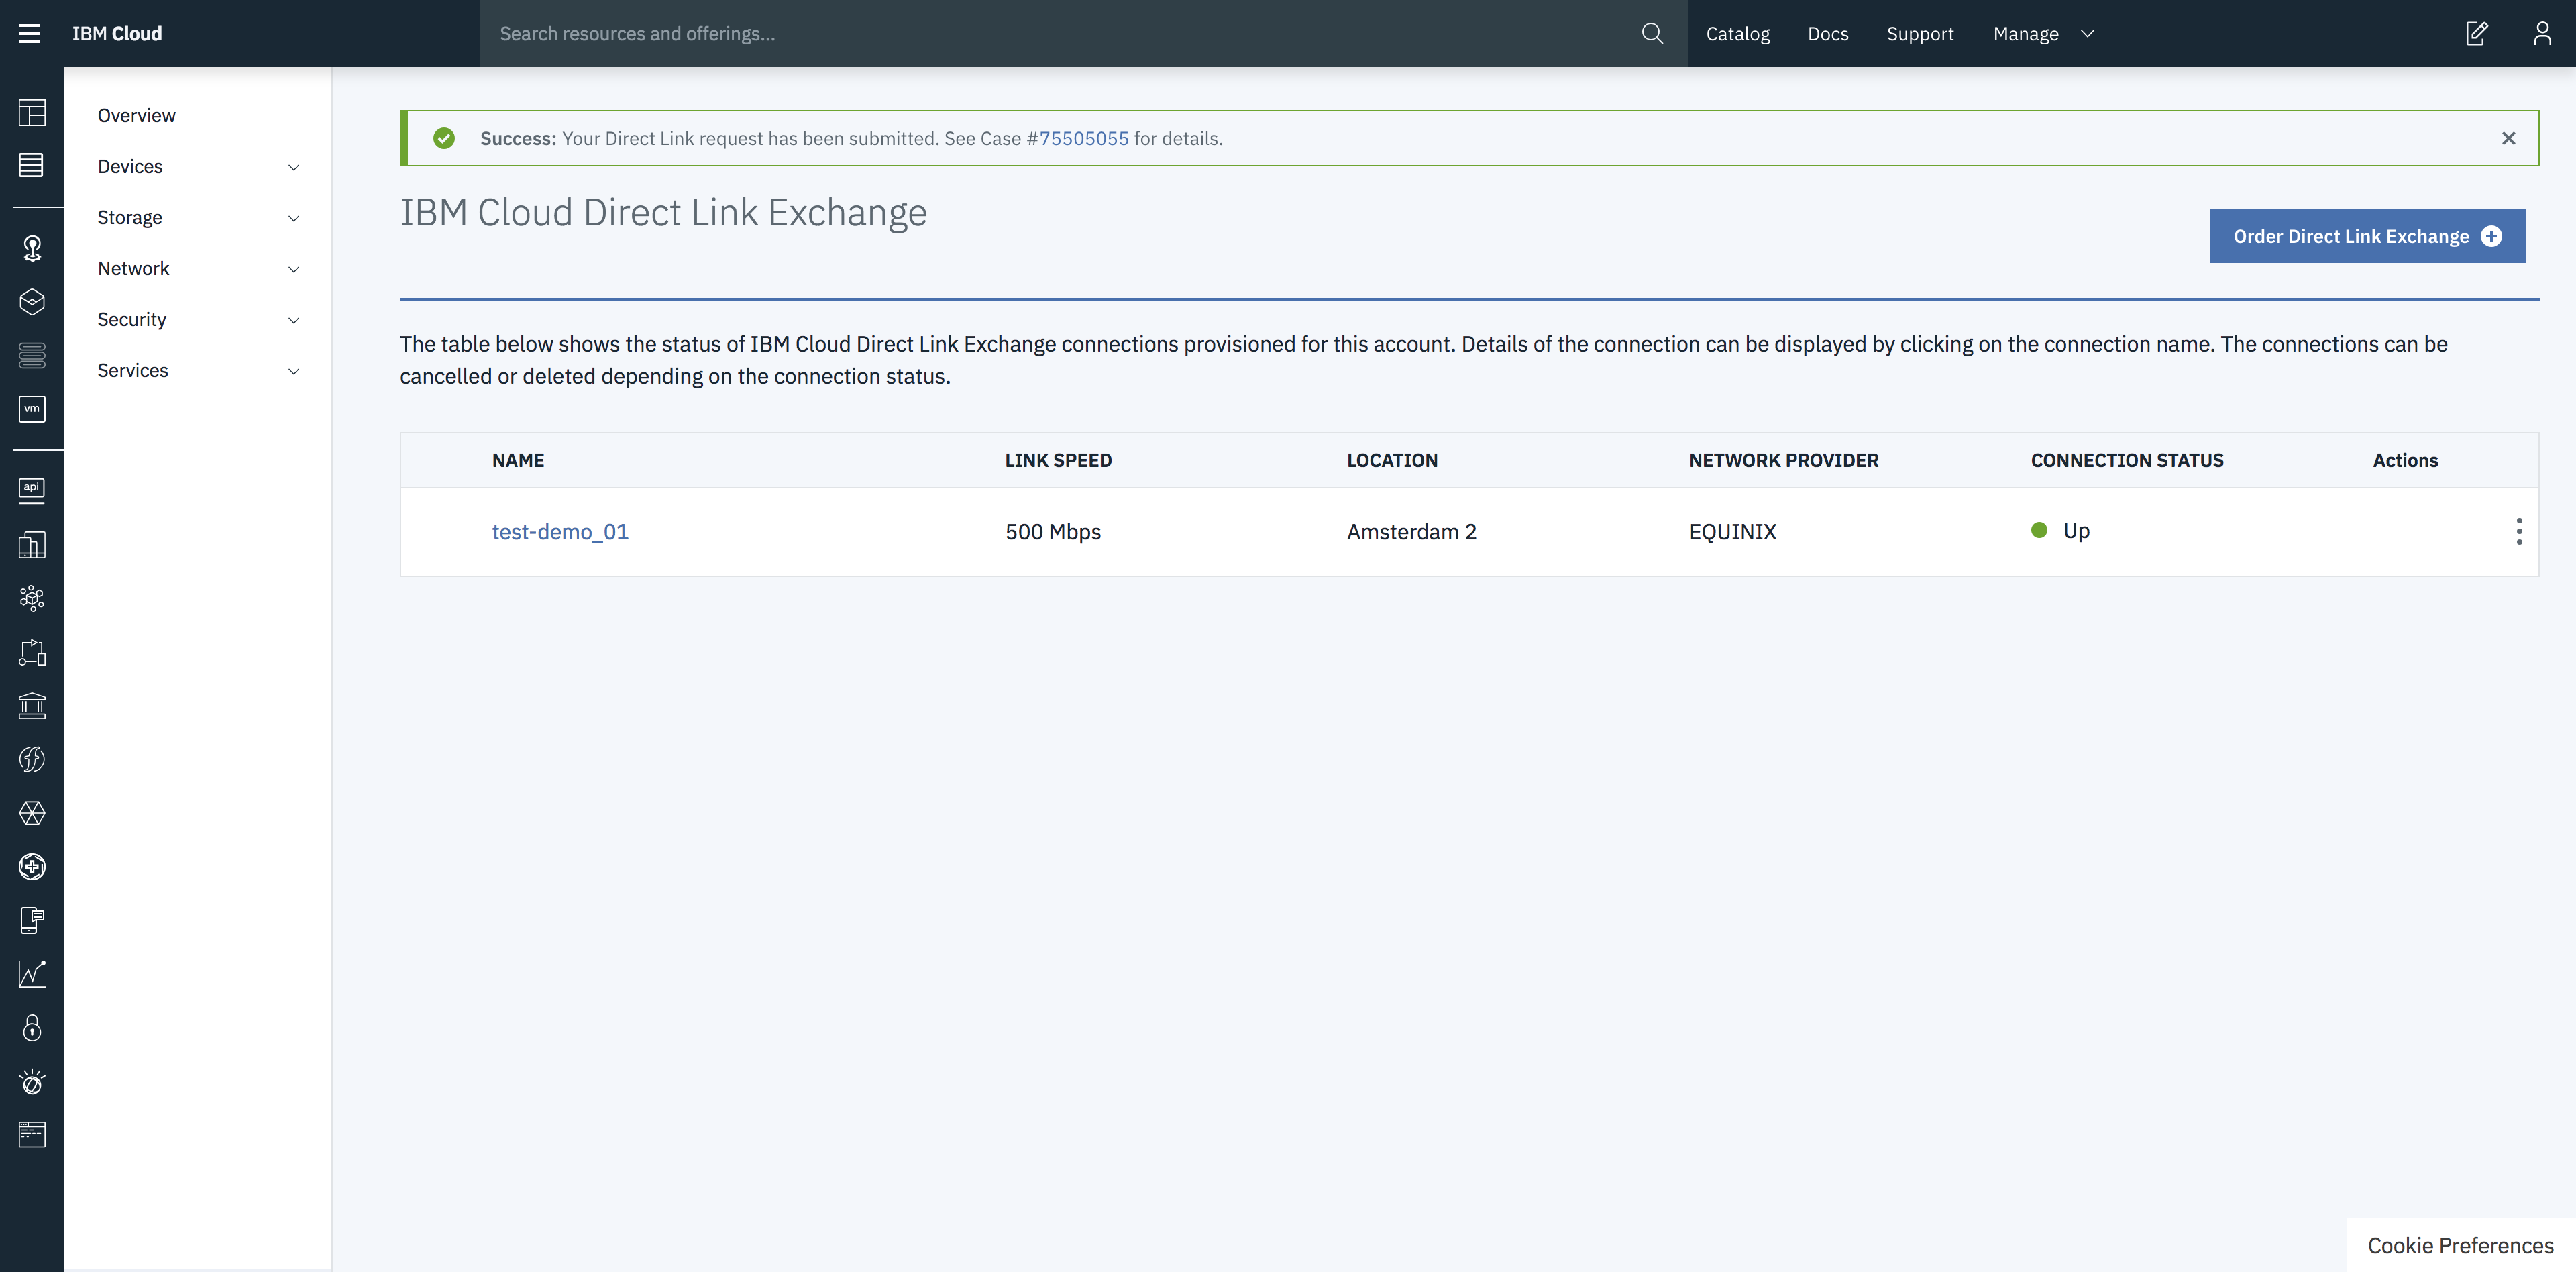 IBM Cloud
Search resources and offerings...
Catalog
Docs
Support
Manage
Overview
Devices
Storage
Network
Security
Services
vm
api
Success: Your Direct Link request has been submitted. See Case #75505055 for details.
IBM Cloud Direct Link Exchange
Order Direct Link Exchange
The table below shows the status of IBM Cloud Direct Link Exchange connections provisioned for this account. Details of the connection can be displayed by clicking on the connection name. The connections can be
cancelled or deleted depending on the connection status.
NAME LINK SPEED LOCATION NETWORK PROVIDER CONNECTION STATUS Actions
test-demo_01 500 Mbps Amsterdam 2 EQUINIX Up
Cookie Preferences